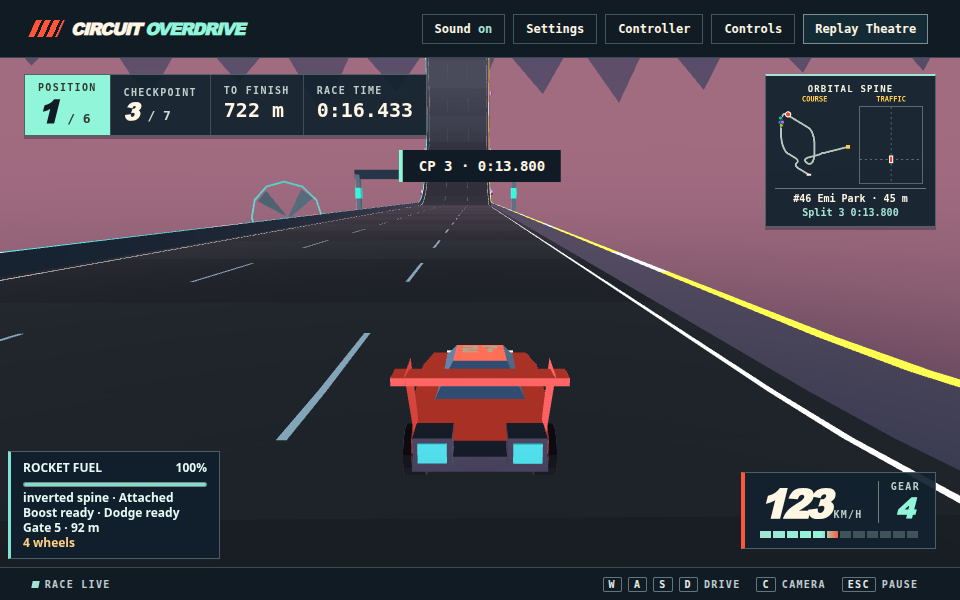 CIRCUIT OVERDRIVE
Sound on
Settings
Controller
Controls
Replay Theatre
POSITION
1 / 6
CHECKPOINT
3 / 7
TO FINISH
722 m
RACE TIME
0:16.433
CP 3 · 0:13.800
ORBITAL SPINE
COURSE
TRAFFIC
#46 Emi Park · 45 m
Split 3 0:13.800
ROCKET FUEL 100%
inverted spine · Attached
Boost ready · Dodge ready
Gate 5 · 92 m
4 wheels
123 KM/H
GEAR
4
RACE LIVE
W A S D DRIVE
C CAMERA
ESC PAUSE